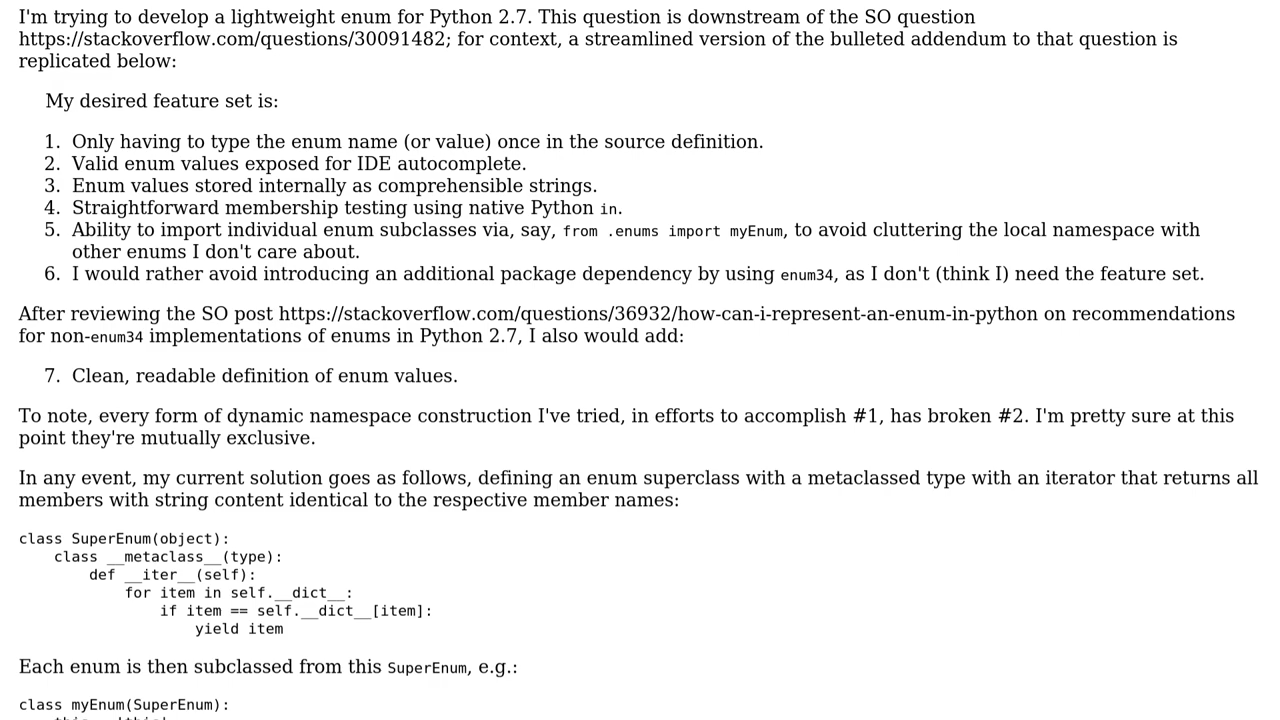 I'm trying to develop a lightweight enum for Python 2.7. This question is downstream of the SO question
https://stackoverflow.com/questions/30091482; for context, a streamlined version of the bulleted addendum to that question is
replicated below:
My desired feature set is:
1. Only having to type the enum name (or value) once in the source definition.
2. Valid enum values exposed for IDE autocomplete.
3. Enum values stored internally as comprehensible strings.
4. Straightforward membership testing using native Python in.
5. Ability to import individual enum subclasses via, say, from .enums import myEnum, to avoid cluttering the local namespace with
other enums I don't care about.
6. I would rather avoid introducing an additional package dependency by using enum34, as I don't (think I) need the feature set.
After reviewing the SO post https://stackoverflow.com/questions/36932/how-can-i-represent-an-enum-in-python on recommendations
for non-enum34 implementations of enums in Python 2.7, I also would add:
7. Clean, readable definition of enum values.
To note, every form of dynamic namespace construction I've tried, in efforts to accomplish #1, has broken #2. I'm pretty sure at this
point they're mutually exclusive.
In any event, my current solution goes as follows, defining an enum superclass with a metaclassed type with an iterator that returns all
members with string content identical to the respective member names:
class SuperEnum(object):
    class __metaclass__(type):
        def __iter__(self):
            for item in self.__dict__:
                if item == self.__dict__[item]:
                    yield item
Each enum is then subclassed from this SuperEnum, e.g.:
class myEnum(SuperEnum):